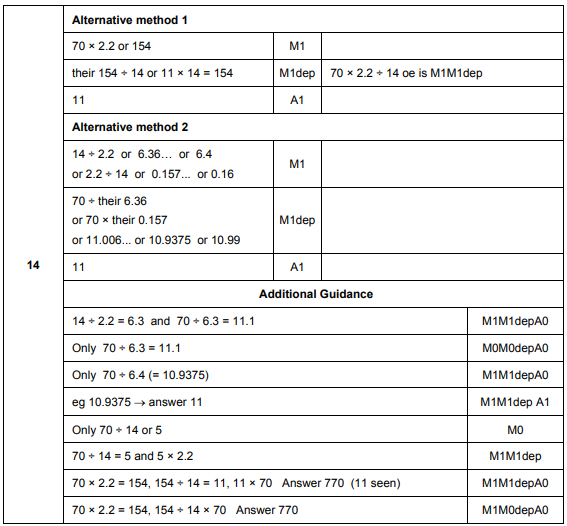 Alternative method 1
70 × 2.2 or 154 M1
their 154 ÷ 14 or 11 × 14 = 154 M1dep 70 × 2.2 ÷ 14 oe is M1M1dep
11 A1
Alternative method 2
14 ÷ 2.2 or 6.36… or 6.4
or 2.2 ÷ 14 or 0.157... or 0.16
M1
70 ÷ their 6.36
or 70 × their 0.157
or 11.006... or 10.9375 or 10.99
M1dep
14
11 A1
Additional Guidance
14 ÷ 2.2 = 6.3 and 70 ÷ 6.3 = 11.1 M1M1depA0
Only 70 ÷ 6.3 = 11.1 M0M0depA0
Only 70 ÷ 6.4 (= 10.9375) M1M1depA0
eg 10.9375 → answer 11 M1M1dep A1
Only 70 ÷ 14 or 5 M0
70 ÷ 14 = 5 and 5 × 2.2 M1M1dep
70 × 2.2 = 154, 154 ÷ 14 = 11, 11 × 70 Answer 770 (11 seen) M1M1depA0
70 × 2.2 = 154, 154 ÷ 14 × 70 Answer 770 M1M0depA0